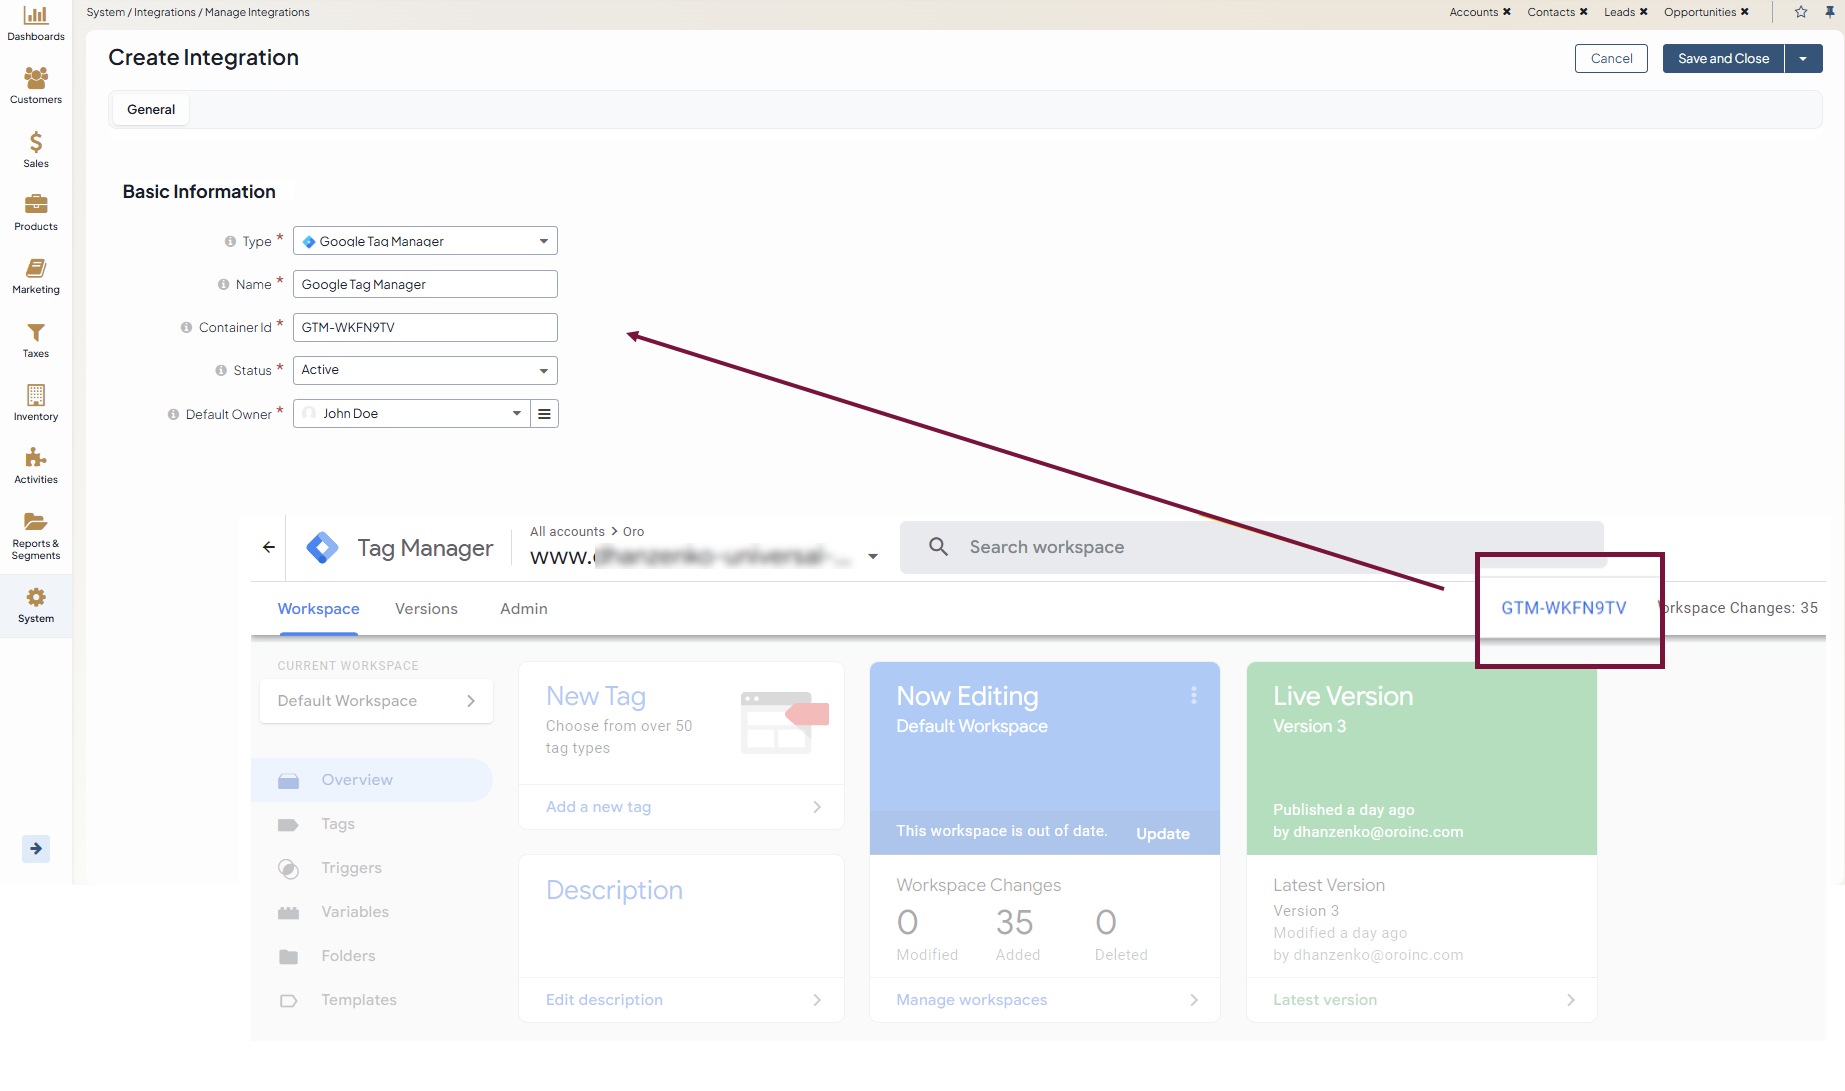 System / Integrations / Manage Integrations
Accounts ✖ Contacts ✖ Leads ✖ Opportunities ✖
Dashboards
Customers
Sales
Products
Marketing
Taxes
Inventory
Activities
Reports &
Segments
System
Create Integration
Cancel
Save and Close
General
Basic Information
Type * Google Tag Manager
Name * Google Tag Manager
Container Id * GTM-WKFN9TV
Status * Active
Default Owner * John Doe
Tag Manager
All accounts > Oro
www.
Search workspace
Workspace Versions Admin
GTM-WKFN9TV
orkspace Changes: 35
CURRENT WORKSPACE
Default Workspace
Overview
Tags
Triggers
Variables
Folders
Templates
New Tag
Choose from over 50
tag types
Add a new tag
Description
Edit description
Now Editing
Default Workspace
This workspace is out of date. Update
Workspace Changes
0 35 0
Modified Added Deleted
Manage workspaces
Live Version
Version 3
Published a day ago
by dhanzenko@oroinc.com
Latest Version
Version 3
Modified a day ago
by dhanzenko@oroinc.com
Latest version